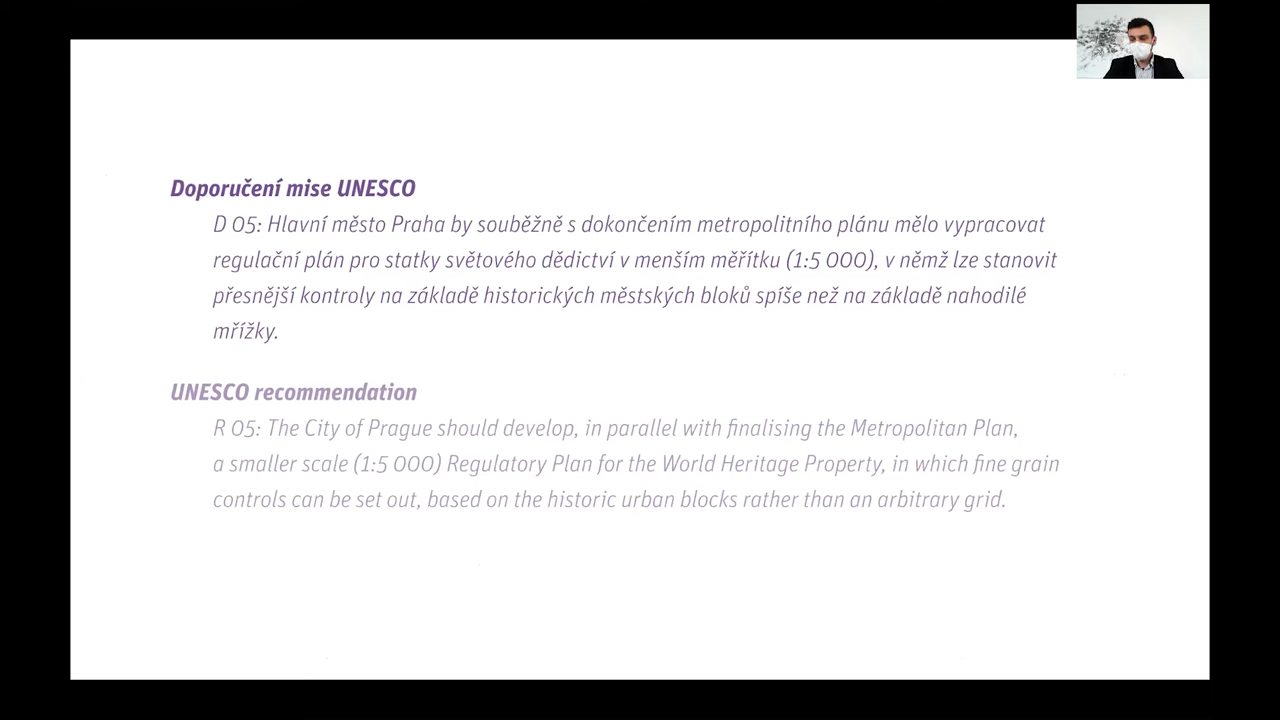 Doporučení mise UNESCO
D 05: Hlavní město Praha by souběžně s dokončením metropolitního plánu mělo vypracovat
regulační plán pro statky světového dědictví v menším měřítku (1:5 000), v němž lze stanovit
přesnější kontroly na základě historických městských bloků spíše než na základě nahodilé
mřížky.
UNESCO recommendation
R 05: The City of Prague should develop, in parallel with finalising the Metropolitan Plan,
a smaller scale (1:5 000) Regulatory Plan for the World Heritage Property, in which fine grain
controls can be set out, based on the historic urban blocks rather than an arbitrary grid.